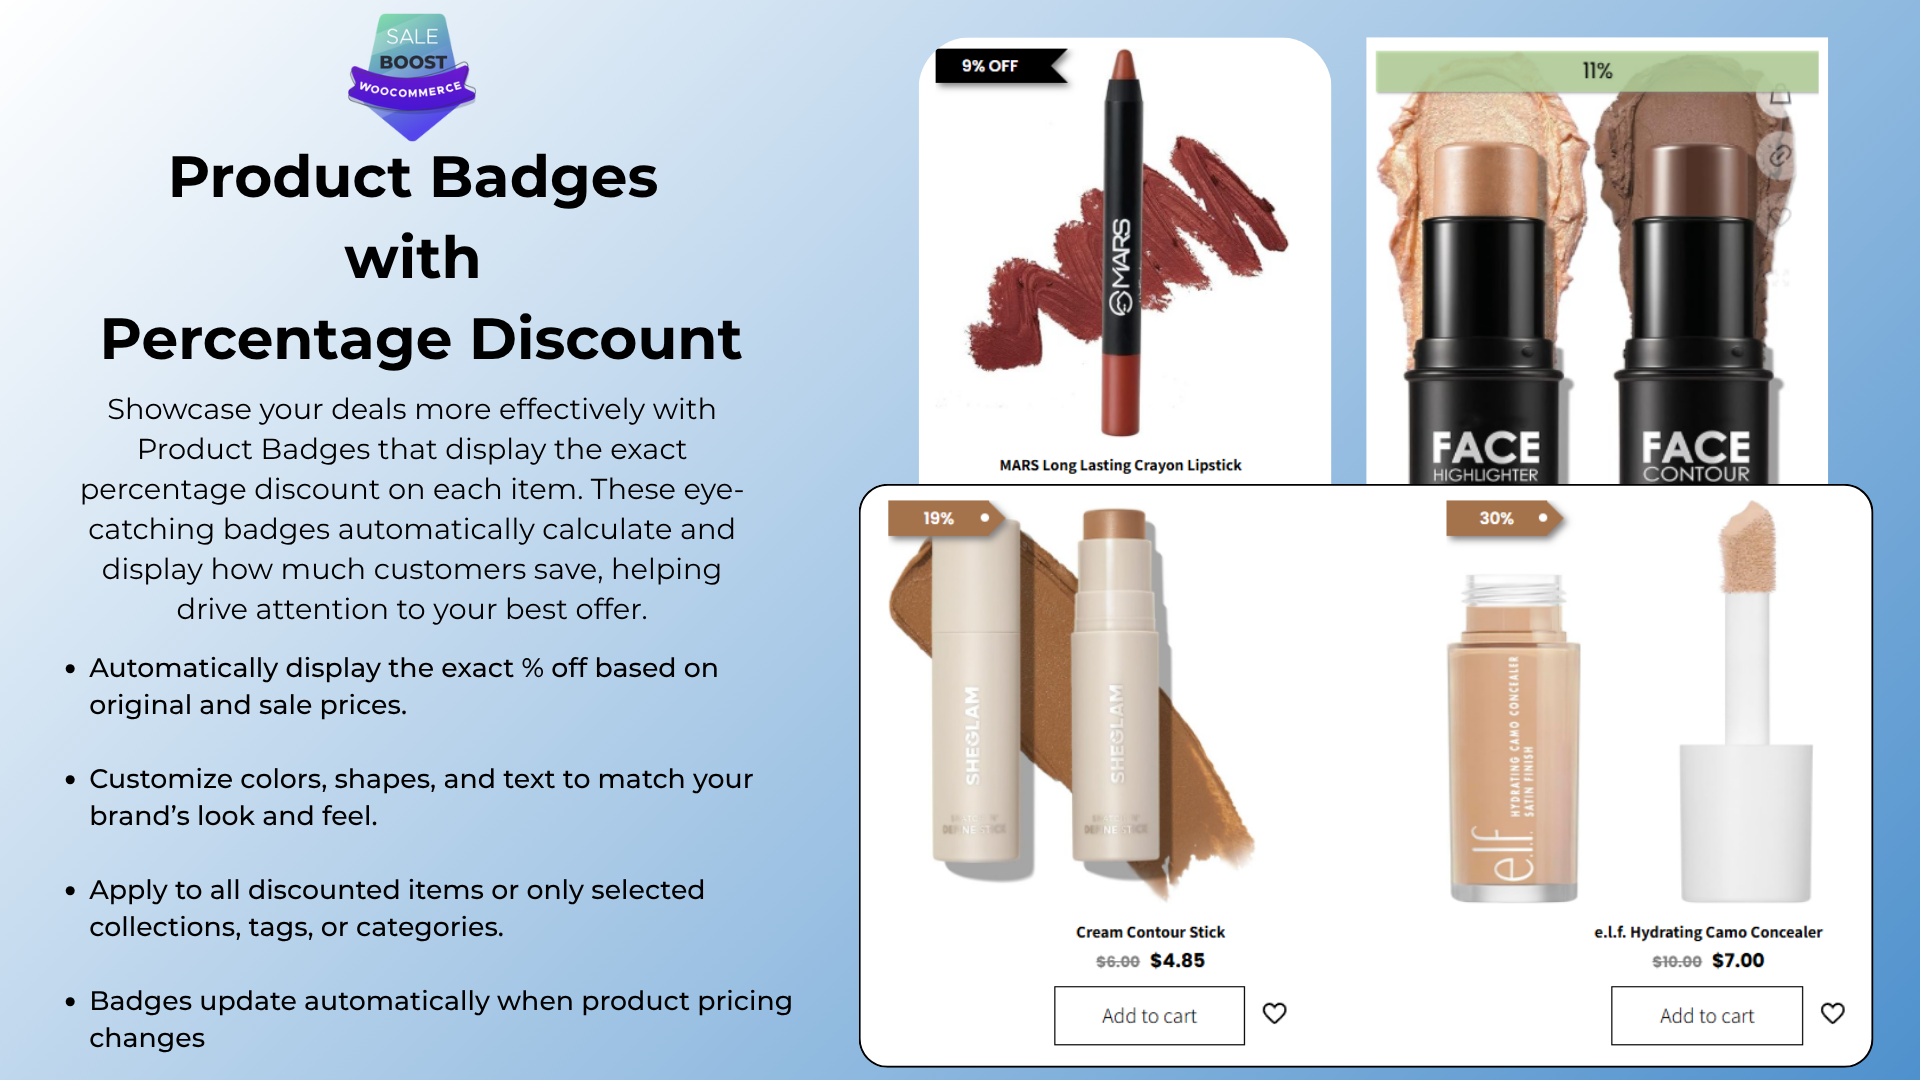 SALE
BOOST
WOOCOMMERCE
Product Badges
with
Percentage Discount
Showcase your deals more effectively with
Product Badges that display the exact
percentage discount on each item. These eye-
catching badges automatically calculate and
display how much customers save, helping
drive attention to your best offer.
• Automatically display the exact % off based on
original and sale prices.
• Customize colors, shapes, and text to match your
brand’s look and feel.
• Apply to all discounted items or only selected
collections, tags, or categories.
• Badges update automatically when product pricing
changes
9% OFF
MARS
MARS Long Lasting Crayon Lipstick
11%
FACE
HIGHLIGHTER
FACE
CONTOUR
19%
SHEGLAM
SHEGLAM
Cream Contour Stick
$6.00 $4.85
Add to cart
30%
e.l.f.
HYDRATING CAMO CONCEALER
SATIN FINISH
e.l.f. Hydrating Camo Concealer
$10.00 $7.00
Add to cart